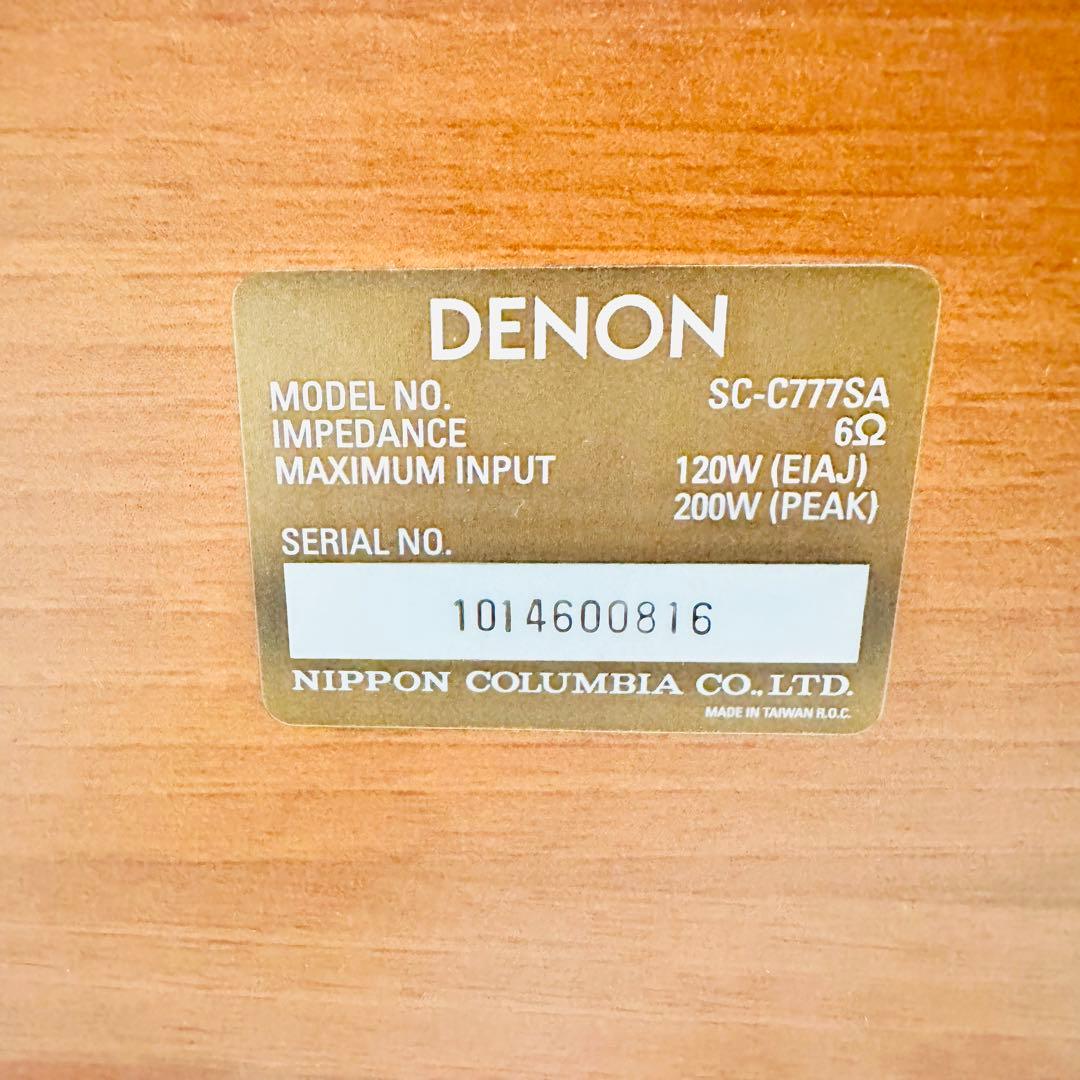 DENON
MODEL NO. SC-C777SA
IMPEDANCE 6Ω
MAXIMUM INPUT 120W (EIAJ)
200W (PEAK)
SERIAL NO.
1014600816
NIPPON COLUMBIA CO., LTD.
MADE IN TAIWAN R.O.C.